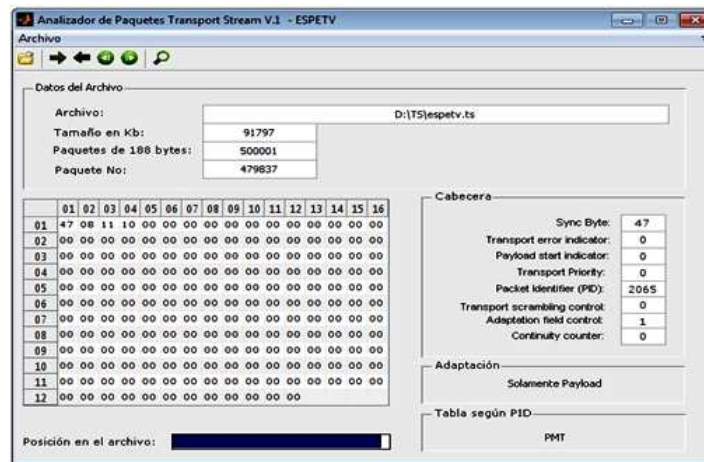 Analizador de Paquetes Transport Stream V.1 - ESPETV
Archivo
Datos del Archivo
Archivo: D:\TS\espetv.ts
Tamaño en Kb: 91797
Paquetes de 188 bytes: 500001
Paquete No: 479837
01 02 03 04 05 06 07 08 09 10 11 12 13 14 15 16
01 47 08 11 10 00 00 00 00 00 00 00 00 00 00 00 00
02 00 00 00 00 00 00 00 00 00 00 00 00 00 00 00 00
03 00 00 00 00 00 00 00 00 00 00 00 00 00 00 00 00
04 00 00 00 00 00 00 00 00 00 00 00 00 00 00 00 00
05 00 00 00 00 00 00 00 00 00 00 00 00 00 00 00 00
06 00 00 00 00 00 00 00 00 00 00 00 00 00 00 00 00
07 00 00 00 00 00 00 00 00 00 00 00 00 00 00 00 00
08 00 00 00 00 00 00 00 00 00 00 00 00 00 00 00 00
09 00 00 00 00 00 00 00 00 00 00 00 00 00 00 00 00
10 00 00 00 00 00 00 00 00 00 00 00 00 00 00 00 00
11 00 00 00 00 00 00 00 00 00 00 00 00 00 00 00 00
12 00 00 00 00 00 00 00 00 00 00 00 00
Posición en el archivo:
Cabecera
Sync Byte: 47
Transport error indicator: 0
Payload start indicator: 0
Transport Priority: 0
Packet Identifier (PID): 2065
Transport scrambling control: 0
Adaptation field control: 1
Continuity counter: 0
Adaptación
Solamente Payload
Tabla según PID
PMT